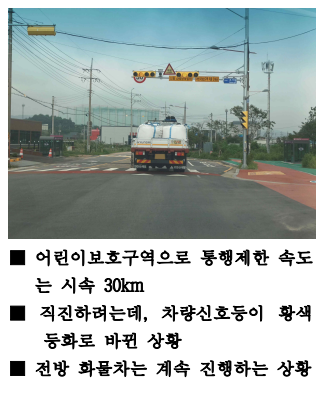 ■ 어린이보호구역으로 통행제한 속도
는 시속 30km
■ 직진하려는데, 차량신호등이 황색
등화로 바뀐 상황
■ 전방 화물차는 계속 진행하는 상황